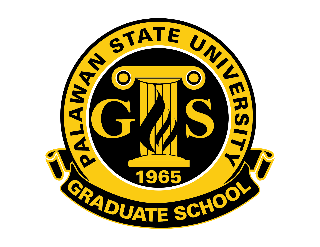 PALAWAN STATE UNIVERSITY
G S
1965
GRADUATE SCHOOL